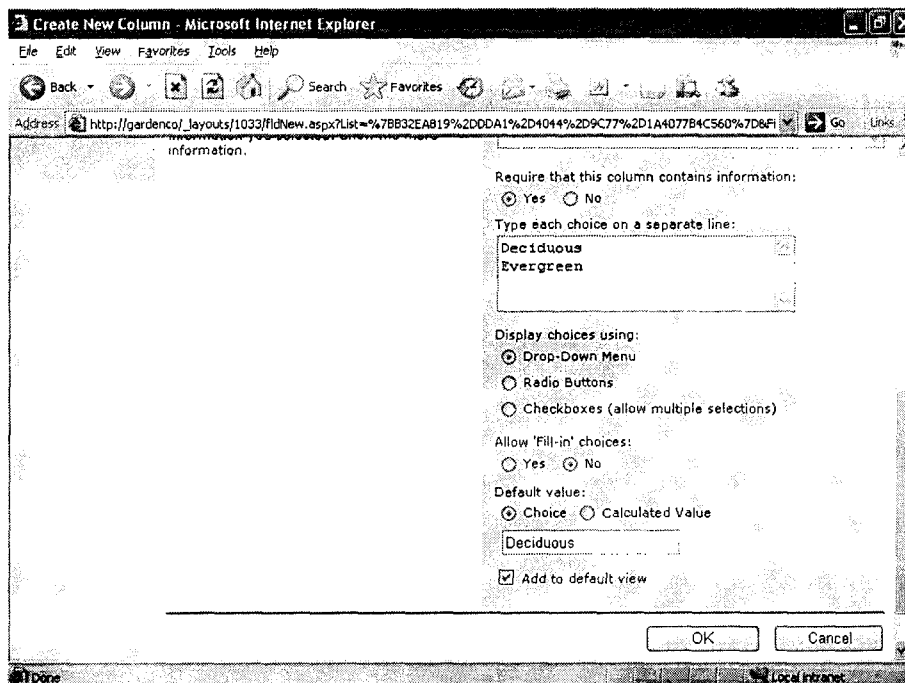 Create New Column - Microsoft Internet Explorer
File Edit View Favorites Tools Help
Back Search Favorites
Address http://gardenco/_layouts/1033/fldNew.aspx?List=%7BB32EAB19%2DDDA1%2D4044%2D9C77%2D1A4077B4C560%7D&Fi Go Links
information.
Require that this column contains information:
Yes No
Type each choice on a separate line:
Deciduous
Evergreen
Display choices using:
Drop-Down Menu
Radio Buttons
Checkboxes (allow multiple selections)
Allow 'Fill-in' choices:
Yes No
Default value:
Choice Calculated Value
Deciduous
Add to default view
OK Cancel
Done Local intranet